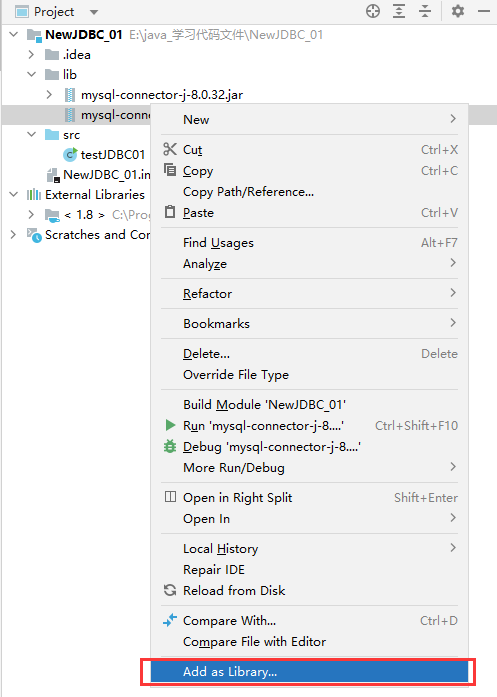 Project
NewJDBC_01 E:\java_学习代码文件\NewJDBC_01
.idea
lib
mysql-connector-j-8.0.32.jar
mysql-conne
New
src
Cut Ctrl+X
testJDBC01
Copy Ctrl+C
NewJDBC_01.im
Copy Path/Reference...
External Libraries
Paste Ctrl+V
< 1.8 > C:\Prog
Scratches and Con
Find Usages Alt+F7
Analyze
Refactor
Bookmarks
Delete... Delete
Override File Type
Build Module 'NewJDBC_01'
Run 'mysql-connector-j-8....' Ctrl+Shift+F10
Debug 'mysql-connector-j-8....'
More Run/Debug
Open in Right Split Shift+Enter
Open In
Local History
Repair IDE
Reload from Disk
Compare With... Ctrl+D
Compare File with Editor
Add as Library...